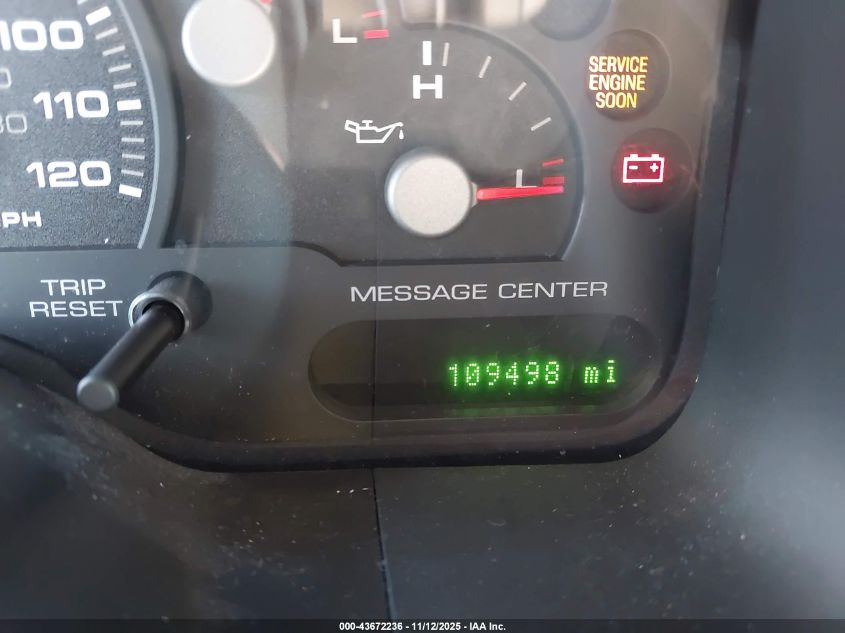 100
110
120
PH
L
H
L
SERVICE
ENGINE
SOON
- +
TRIP
RESET
MESSAGE CENTER
109498 mi
000-43672236 - 11/12/2025 - IAA Inc.